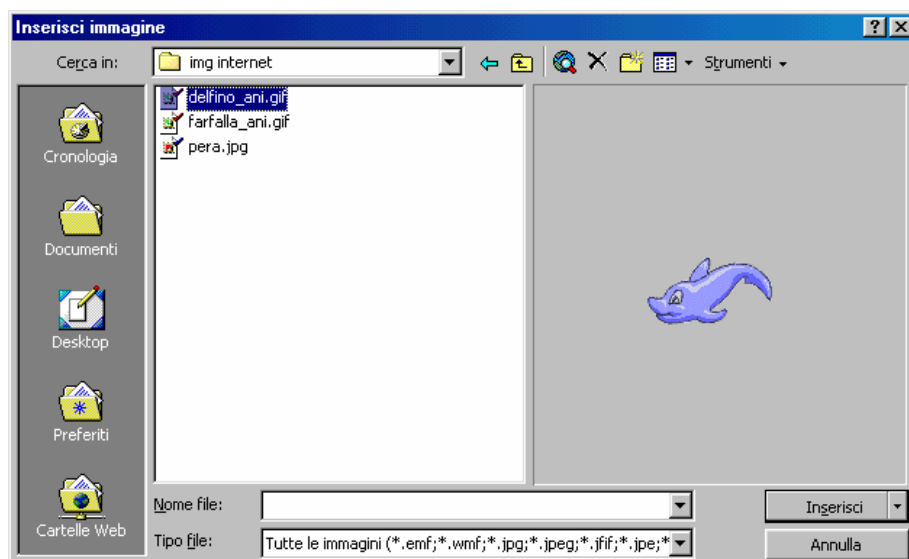 Inserisci immagine
Cerca in: img internet Strumenti
delfino_ani.gif
farfalla_ani.gif
pera.jpg
Cronologia
Documenti
Desktop
Preferiti
Cartelle Web
Nome file: Inserisci
Tipo file: Tutte le immagini (*.emf;*.wmf;*.jpg;*.jpeg;*.jfif;*.jpe;* Annulla